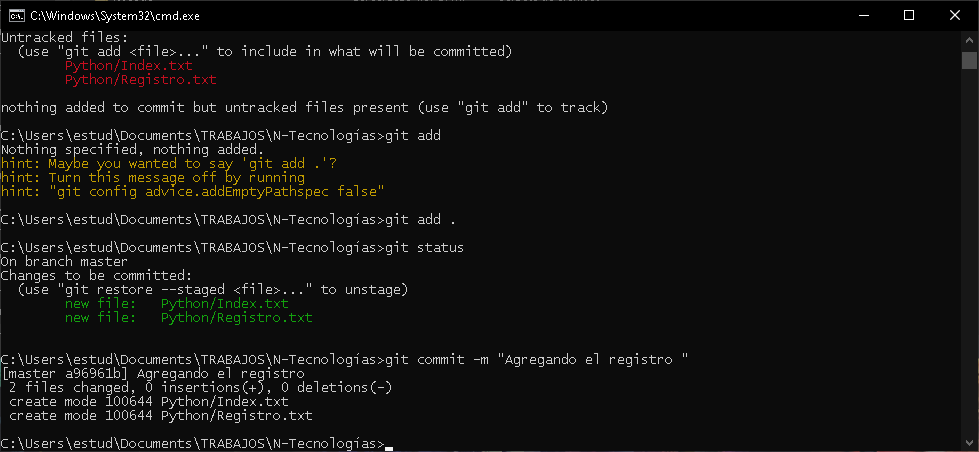 C:\Windows\System32\cmd.exe
Untracked files:
  (use "git add <file>..." to include in what will be committed)
        Python/Index.txt
        Python/Registro.txt

nothing added to commit but untracked files present (use "git add" to track)

C:\Users\estud\Documents\TRABAJOS\N-Tecnologías>git add
Nothing specified, nothing added.
hint: Maybe you wanted to say 'git add .'?
hint: Turn this message off by running
hint: "git config advice.addEmptyPathspec false"

C:\Users\estud\Documents\TRABAJOS\N-Tecnologías>git add .

C:\Users\estud\Documents\TRABAJOS\N-Tecnologías>git status
On branch master
Changes to be committed:
  (use "git restore --staged <file>..." to unstage)
        new file:   Python/Index.txt
        new file:   Python/Registro.txt


C:\Users\estud\Documents\TRABAJOS\N-Tecnologías>git commit -m "Agregando el registro "
[master a96961b] Agregando el registro
 2 files changed, 0 insertions(+), 0 deletions(-)
 create mode 100644 Python/Index.txt
 create mode 100644 Python/Registro.txt

C:\Users\estud\Documents\TRABAJOS\N-Tecnologías>